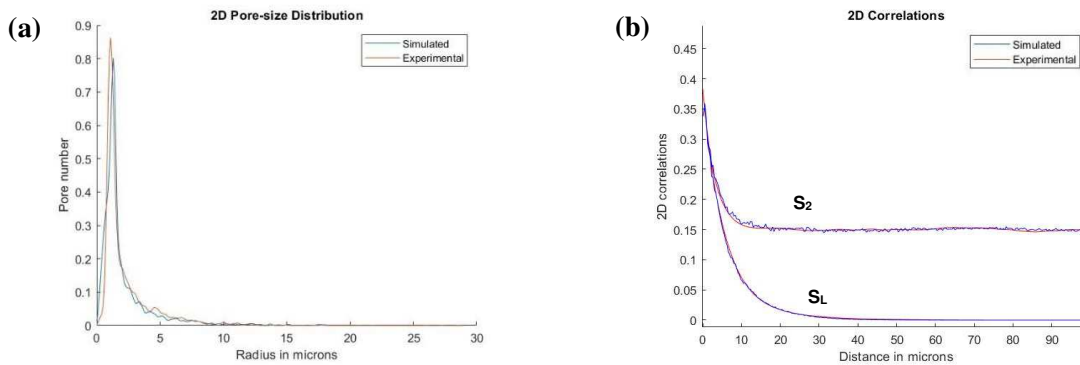 (a)
2D Pore-size Distribution
Simulated
Experimental
Pore number
0.9
0.8
0.7
0.6
0.5
0.4
0.3
0.2
0.1
0
0 5 10 15 20 25 30
Radius in microns
(b)
2D Correlations
Simulated
Experimental
2D correlations
0.45
0.4
0.35
0.3
0.25
0.2
0.15
0.1
0.05
0
S₂
S_L
0 10 20 30 40 50 60 70 80 90
Distance in microns